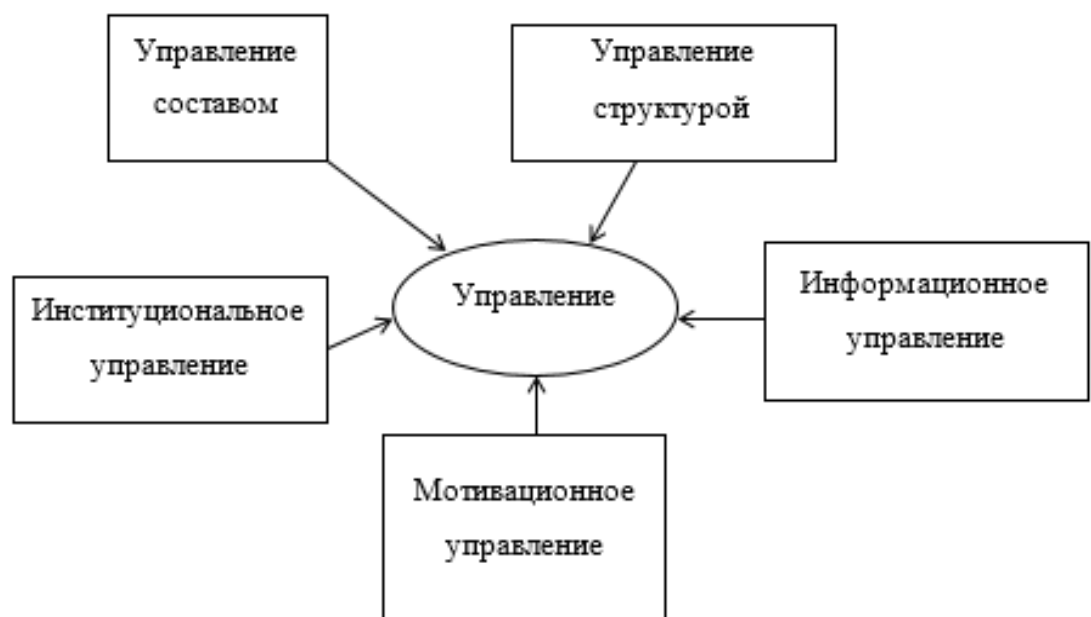 Управление
составом
Управление
структурой
Институциональное
управление
Управление
Информационное
управление
Мотивационное
управление